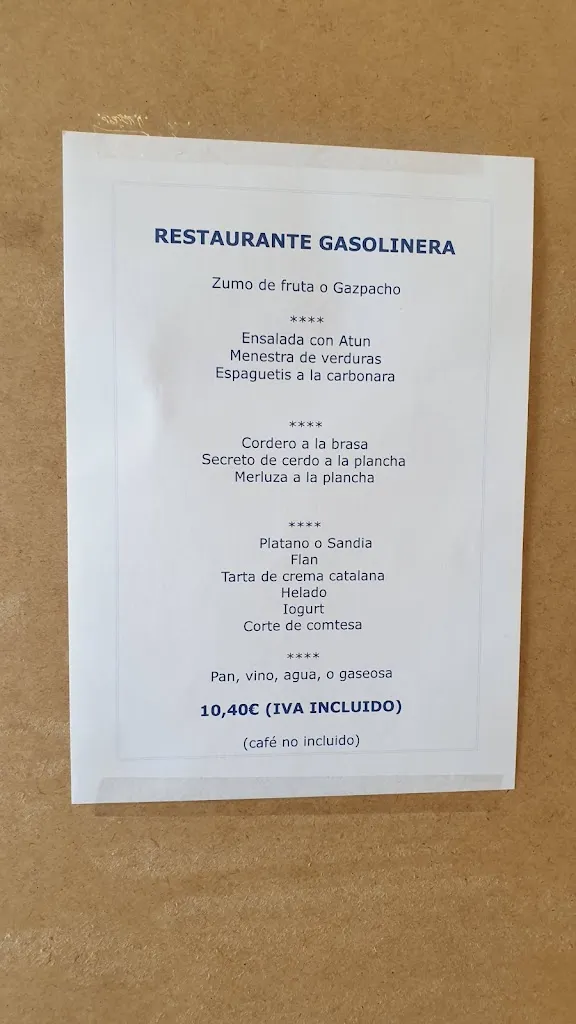 RESTAURANTE GASOLINERA
Zumo de fruta o Gazpacho
****
Ensalada con Atun
Menestra de verduras
Espaguetis a la carbonara
****
Cordero a la brasa
Secreto de cerdo a la plancha
Merluza a la plancha
****
Platano o Sandia
Flan
Tarta de crema catalana
Helado
Iogurt
Corte de comtesa
****
Pan, vino, agua, o gaseosa
10,40€ (IVA INCLUIDO)
(café no incluido)